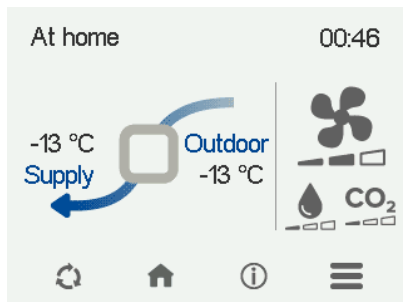 At home 00:46
-13 °C
Supply
Outdoor
-13 °C
CO₂